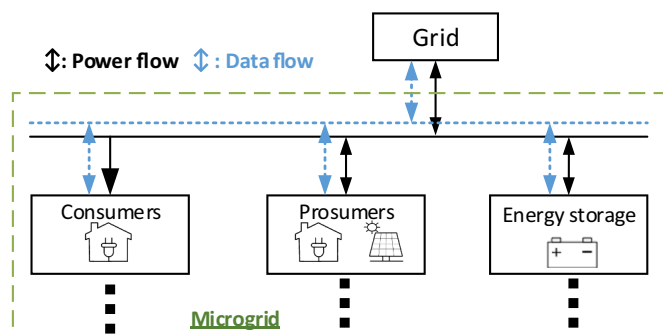 Grid
⇕: Power flow ⇕ : Data flow
Consumers
Prosumers
Energy storage
+ −
Microgrid